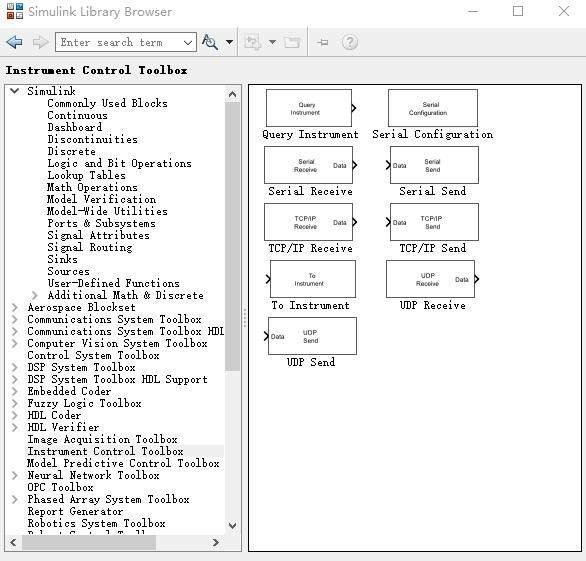 Simulink Library Browser
Enter search term
Instrument Control Toolbox
Simulink
Commonly Used Blocks
Continuous
Dashboard
Discontinuities
Discrete
Logic and Bit Operations
Lookup Tables
Math Operations
Model Verification
Model-Wide Utilities
Ports & Subsystems
Signal Attributes
Signal Routing
Sinks
Sources
User-Defined Functions
Additional Math & Discrete
Aerospace Blockset
Communications System Toolbox
Communications System Toolbox HDL
Computer Vision System Toolbox
Control System Toolbox
DSP System Toolbox
DSP System Toolbox HDL Support
Embedded Coder
Fuzzy Logic Toolbox
HDL Coder
HDL Verifier
Image Acquisition Toolbox
Instrument Control Toolbox
Model Predictive Control Toolbox
Neural Network Toolbox
OPC Toolbox
Phased Array System Toolbox
Report Generator
Robotics System Toolbox
Query
Instrument
Query Instrument
Serial
Configuration
Serial Configuration
Serial
Receive
Data
Serial Receive
Data
Serial
Send
Serial Send
TCP/IP
Receive
Data
TCP/IP Receive
Data
TCP/IP
Send
TCP/IP Send
To
Instrument
To Instrument
UDP
Receive
Data
UDP Receive
Data
UDP
Send
UDP Send